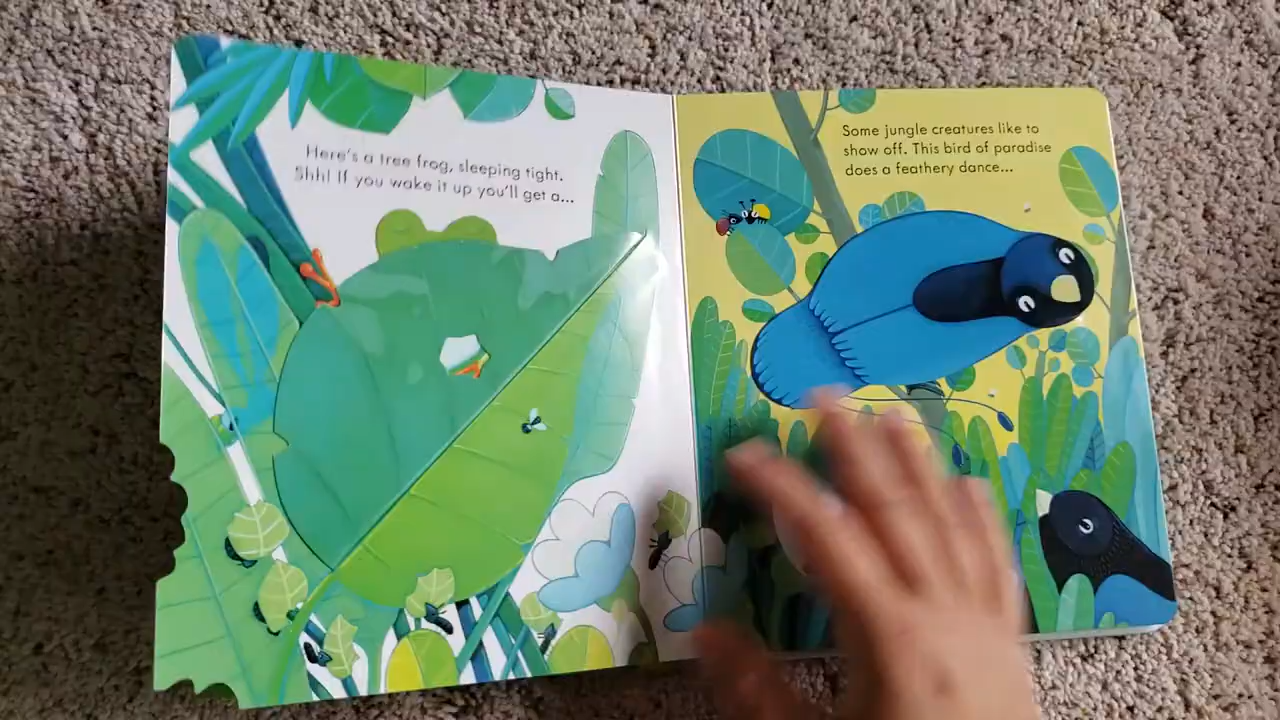 Here's a tree frog, sleeping tight.
Shh! If you wake it up you'll get a...
Some jungle creatures like to
show off. This bird of paradise
does a feathery dance...